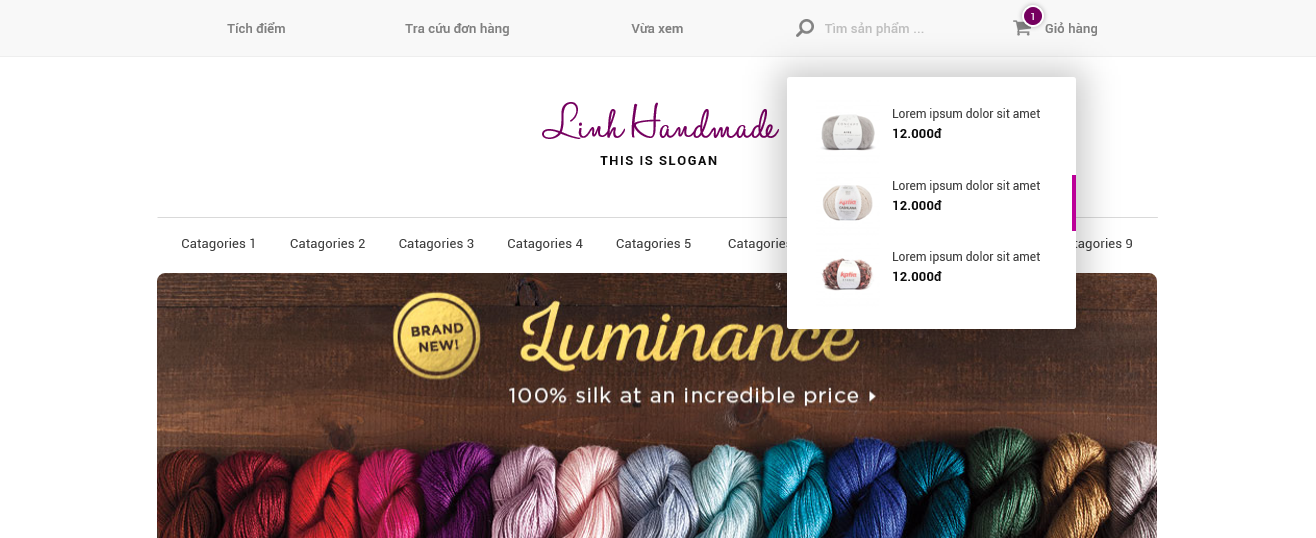 Tích điểm
Tra cứu đơn hàng
Vừa xem
Tìm sản phẩm ...
1
Giỏ hàng
Linh Handmade
THIS IS SLOGAN
Lorem ipsum dolor sit amet
12.000đ
Lorem ipsum dolor sit amet
12.000đ
Lorem ipsum dolor sit amet
12.000đ
Catagories 1
Catagories 2
Catagories 3
Catagories 4
Catagories 5
Catagories
tagories 9
BRAND
NEW!
Luminance
100% silk at an incredible price